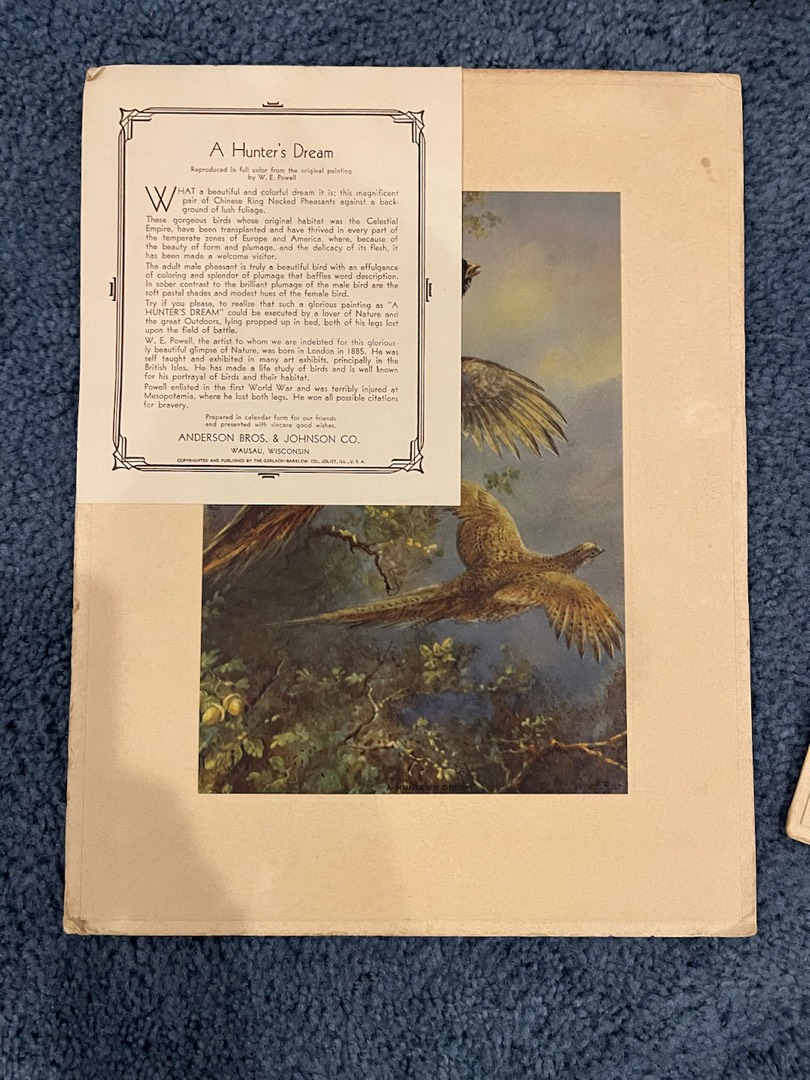 A Hunter's Dream
Reproduced in full color from the original painting
by W. E. Powell
WHAT a beautiful and colorful dream it is; this magnificent
pair of Chinese Ring Necked Pheasants against a back-
ground of lush foliage.
These gorgeous birds whose original habitat was the Celestial
Empire, have been transplanted and have thrived in every part of
the temperate zones of Europe and America, where, because of
the beauty of form and plumage, and the delicacy of its flesh, it
has been made a welcome visitor.
The adult male pheasant is truly a beautiful bird with an effulgence
of coloring and splendor of plumage that baffles word description.
In sober contrast to the brilliant plumage of the male bird are the
soft pastel shades and modest hues of the female bird.
Try if you please, to realize that such a glorious painting as "A
HUNTER'S DREAM" could be executed by a lover of Nature and
the great Outdoors, lying propped up in bed, both of his legs lost
upon the field of battle.
W. E. Powell, the artist to whom we are indebted for this glorious-
ly beautiful glimpse of Nature, was born in London in 1885. He was
self taught and exhibited in many art exhibits, principally in the
British Isles. He has made a life study of birds and is well known
for his portrayal of birds and their habitat.
Powell enlisted in the first World War and was terribly injured at
Mesopotamia, where he lost both legs. He won all possible citations
for bravery.
Prepared in calendar form for our friends
and presented with sincere good wishes.
ANDERSON BROS. & JOHNSON CO.
WAUSAU, WISCONSIN
COPYRIGHTED AND PUBLISHED BY THE GERLACH-BARKLOW CO., JOLIET, ILL., U. S. A.
A HUNTER'S DREAM